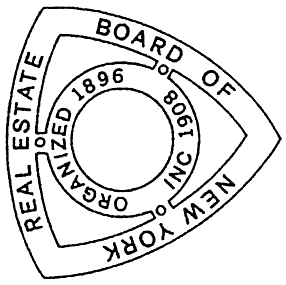 REAL ESTATE
BOARD OF
NEW YORK
ORGANIZED 1896
INC 1908